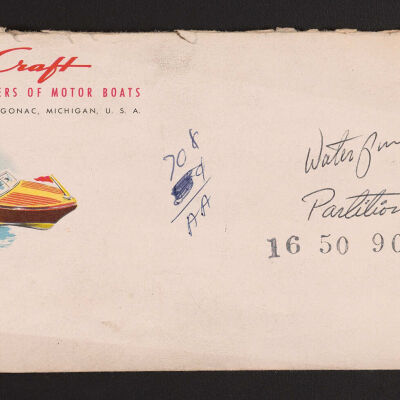 Craft
ERS OF MOTOR BOATS
GONAC, MICHIGAN, U. S. A.
708
AA
Water
Partition
16 50 90